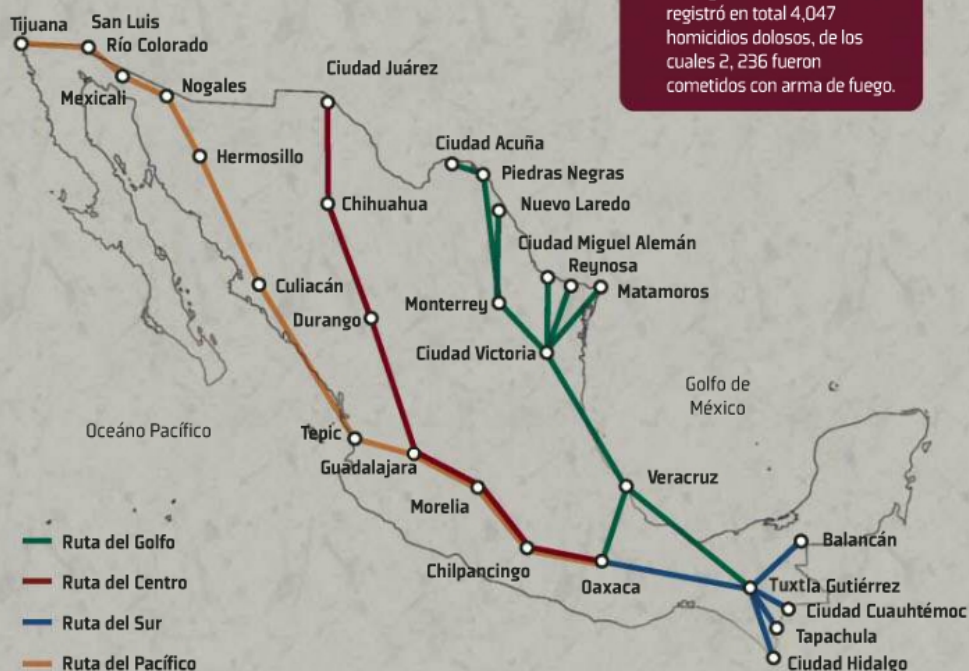 registró en total 4,047
homicidios dolosos, de los
cuales 2, 236 fueron
cometidos con arma de fuego.
Tijuana
San Luis
Río Colorado
Mexicali
Nogales
Ciudad Juárez
Hermosillo
Ciudad Acuña
Piedras Negras
Chihuahua
Nuevo Laredo
Ciudad Miguel Alemán
Reynosa
Matamoros
Culiacán
Monterrey
Durango
Ciudad Victoria
Golfo de
México
Oceáno Pacífico
Tepic
Guadalajara
Morelia
Veracruz
Chilpancingo
Oaxaca
Balancán
Tuxtla Gutiérrez
Ciudad Cuauhtémoc
Tapachula
Ciudad Hidalgo
Ruta del Golfo
Ruta del Centro
Ruta del Sur
Ruta del Pacífico